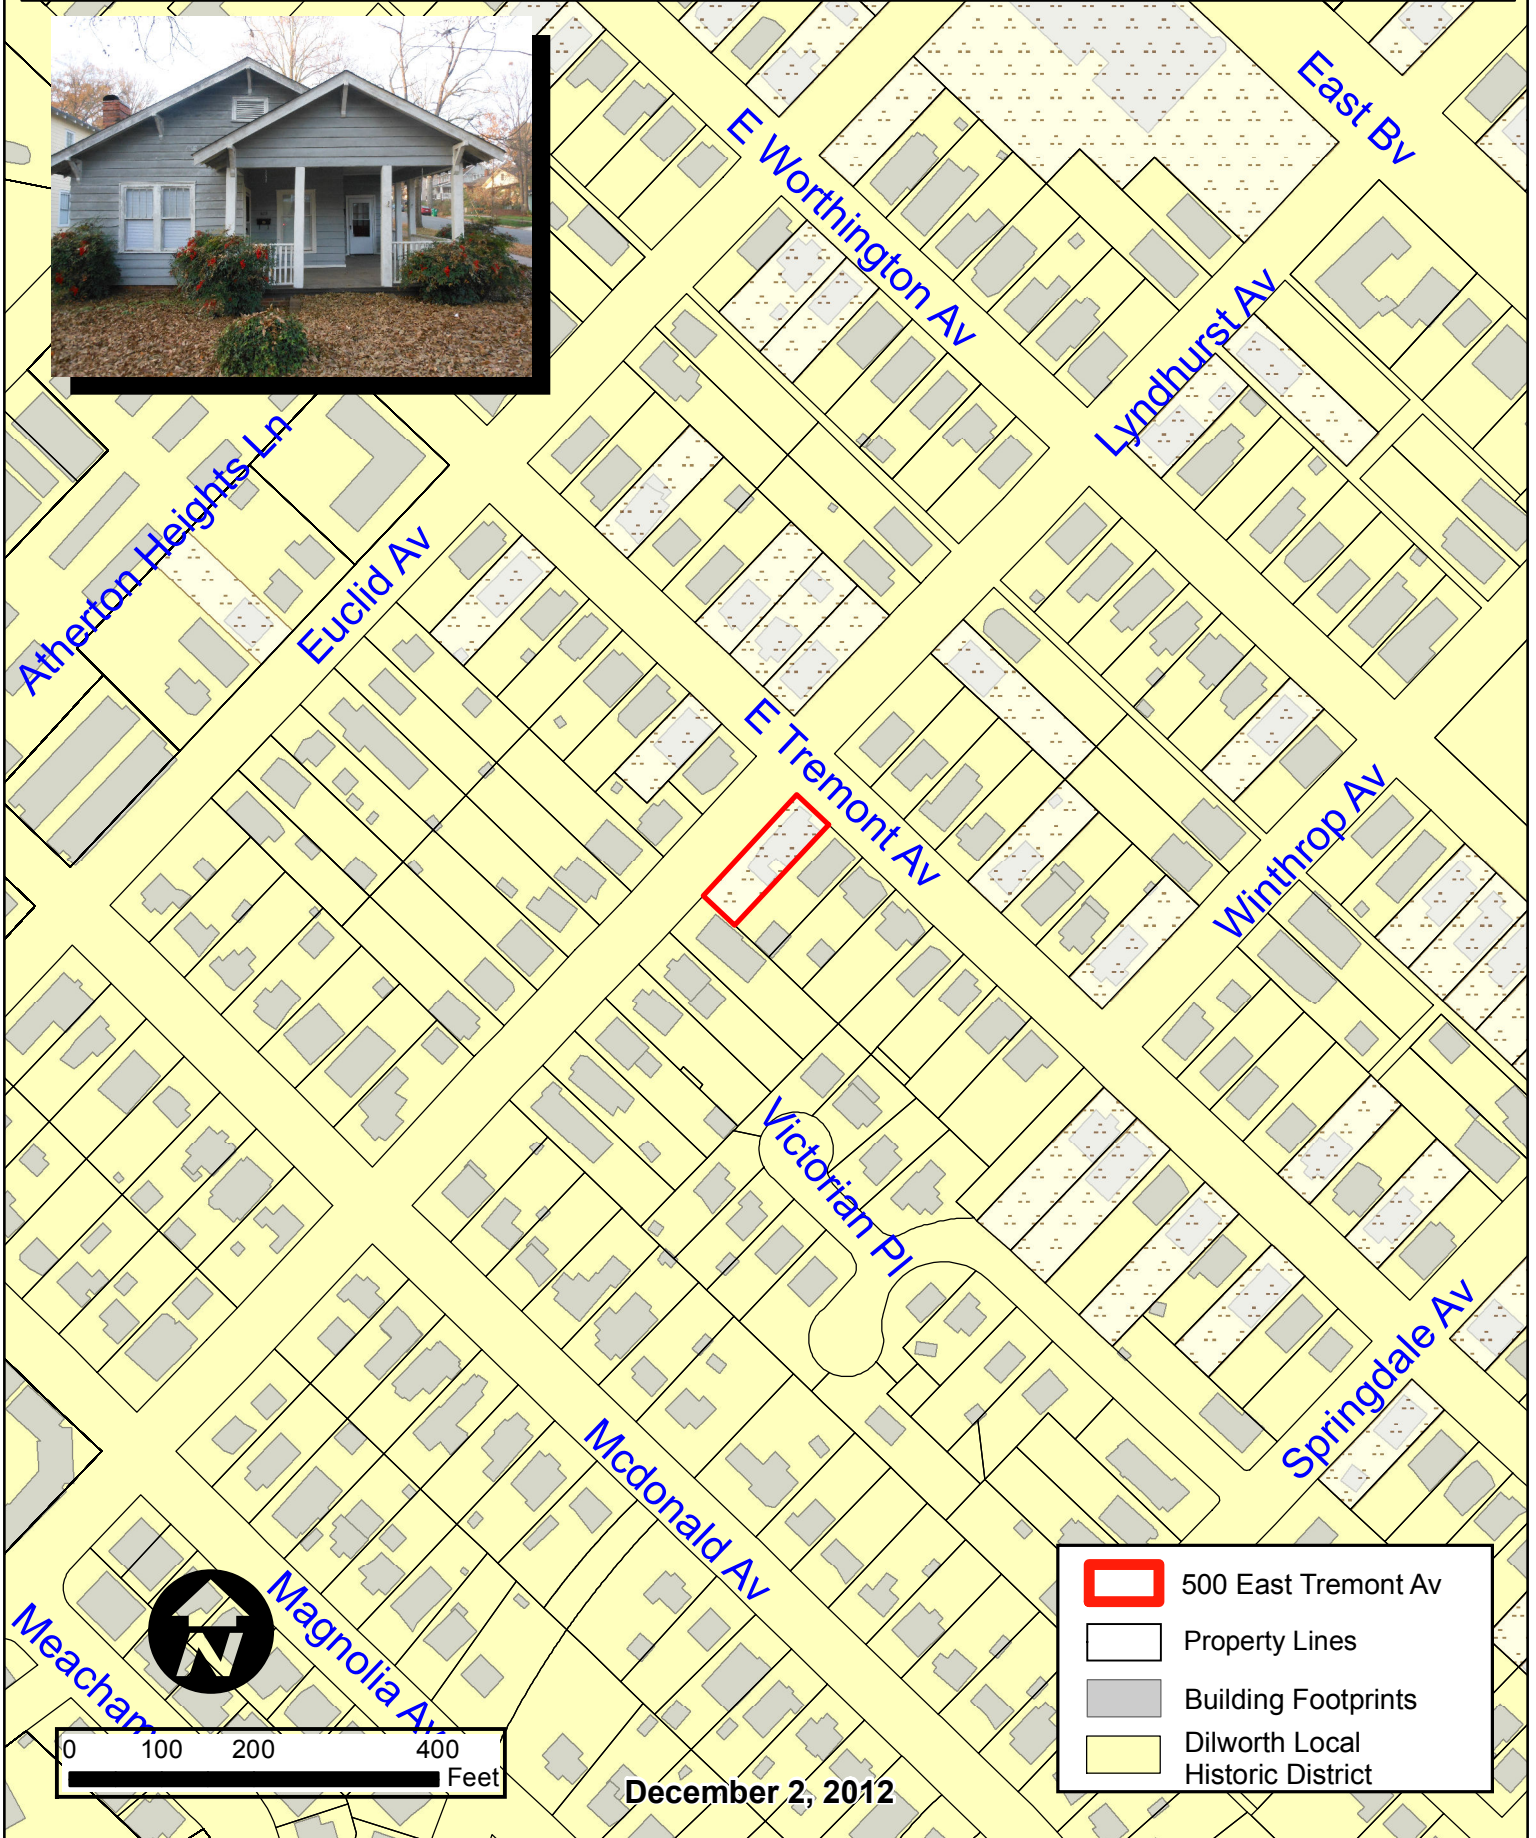 East Bv
E Worthington Av
Lyndhurst Av
Atherton Heights Ln
Euclid Av
E Tremont Av
Winthrop Av
Victorian Pl
Springdale Av
Mcdonald Av
Magnolia Av
Meacham
N
0 100 200 400
Feet
December 2, 2012
500 East Tremont Av
Property Lines
Building Footprints
Dilworth Local
Historic District